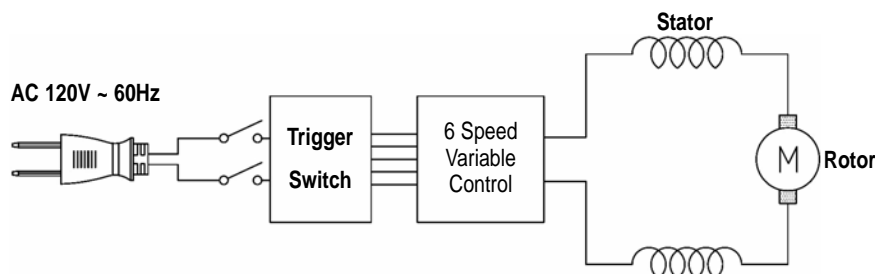 Stator
AC 120V ~ 60Hz
Trigger
Switch
6 Speed
Variable
Control
M
Rotor